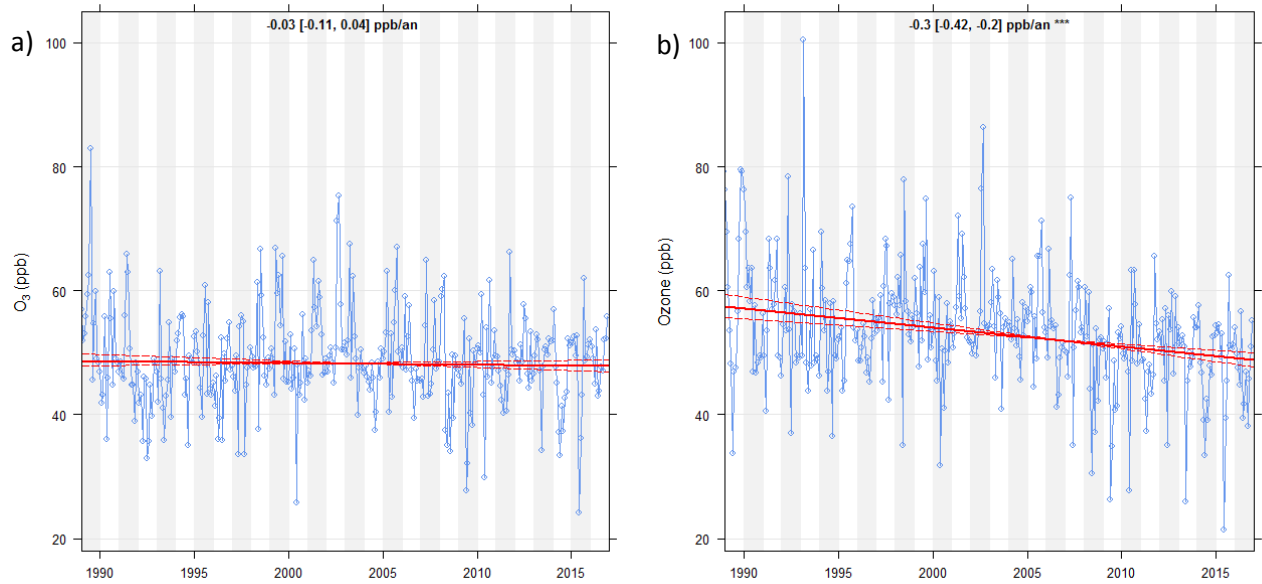 a)
-0.03 [-0.11, 0.04] ppb/an
O3 (ppb)
100
80
60
40
20
1990 1995 2000 2005 2010 2015
b)
-0.3 [-0.42, -0.2] ppb/an ***
Ozone (ppb)
100
80
60
40
20
1990 1995 2000 2005 2010 2015